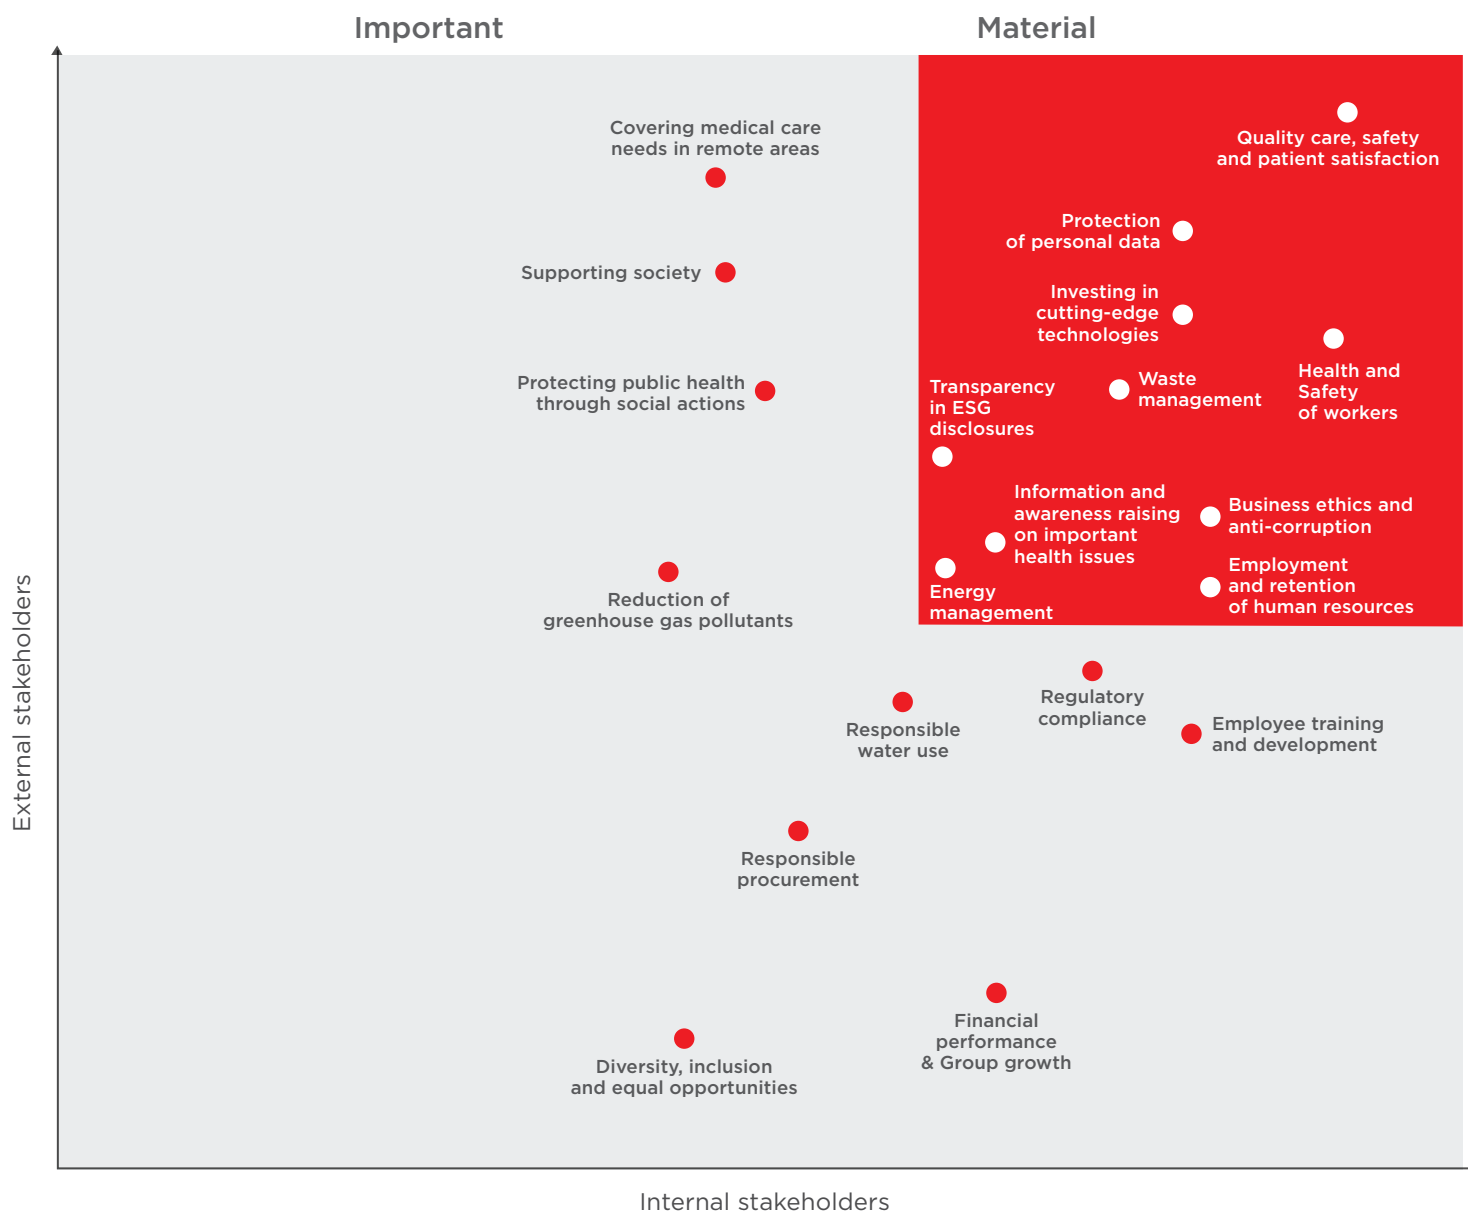 Important
Material
Covering medical care
needs in remote areas
Supporting society
Protecting public health
through social actions
Reduction of
greenhouse gas pollutants
Quality care, safety
and patient satisfaction
Protection
of personal data
Investing in
cutting-edge
technologies
Health and
Safety
of workers
Waste
management
Transparency
in ESG
disclosures
Information and
awareness raising
on important
health issues
Business ethics and
anti-corruption
Employment
and retention
of human resources
Energy
management
Regulatory
compliance
Employee training
and development
Responsible
water use
Responsible
procurement
Financial
performance
& Group growth
Diversity, inclusion
and equal opportunities
External stakeholders
Internal stakeholders